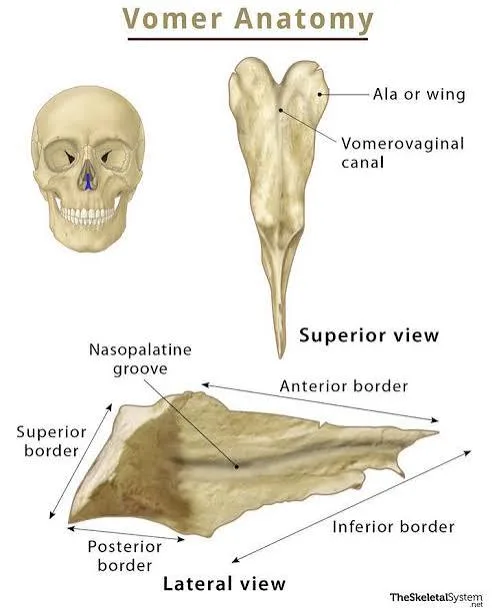 Vomer Anatomy
Ala or wing
Vomerovaginal
canal
Superior view
Nasopalatine
groove
Anterior border
Superior
border
Inferior border
Posterior
border
Lateral view
TheSkeletalSystem
.net